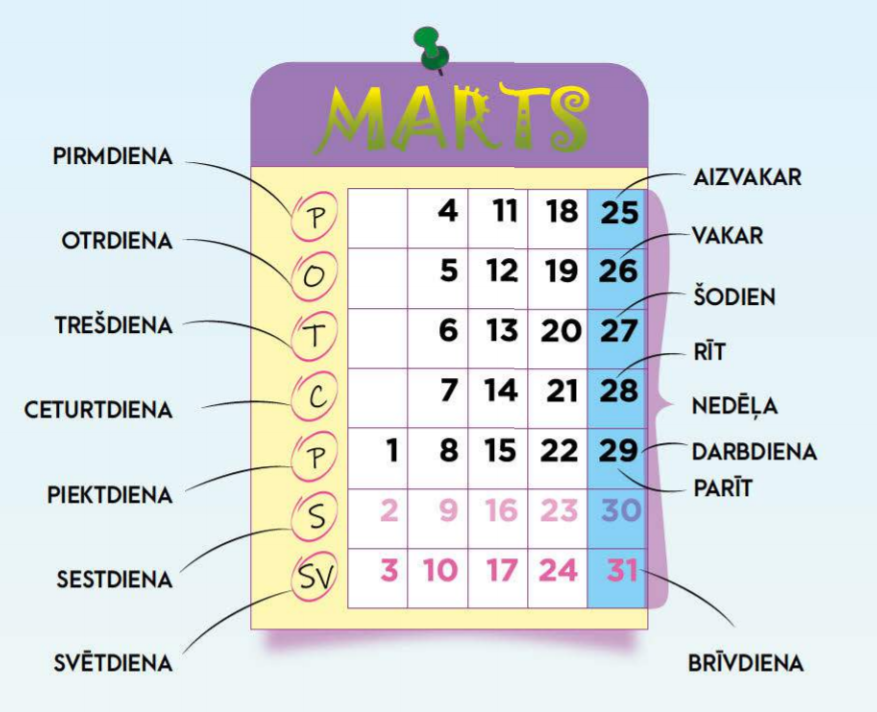 MARTS
PIRMDIENA
OTRDIENA
TREŠDIENA
CETURTDIENA
PIEKTDIENA
SESTDIENA
SVĒTDIENA
P 4 11 18 25
O 5 12 19 26
T 6 13 20 27
C 7 14 21 28
P 1 8 15 22 29
S 2 9 16 23 30
SV 3 10 17 24 31
AIZVAKAR
VAKAR
ŠODIEN
RĪT
NEDĒĻA
DARBDIENA
PARĪT
BRĪVDIENA